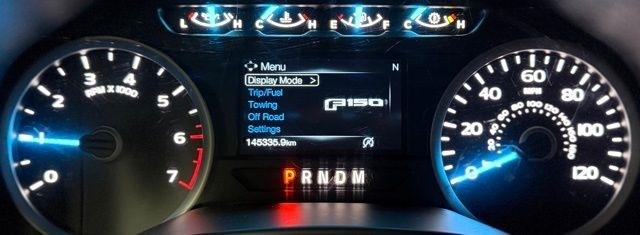 L H C H E F C H
Menu N
Display Mode >
Trip/Fuel
Towing
Off Road
Settings
F150
145335.9km
PRNDM
0 1 2 3 4 5 6 7
RPM X 1000
0 20 40 60 80 100 120
MPH